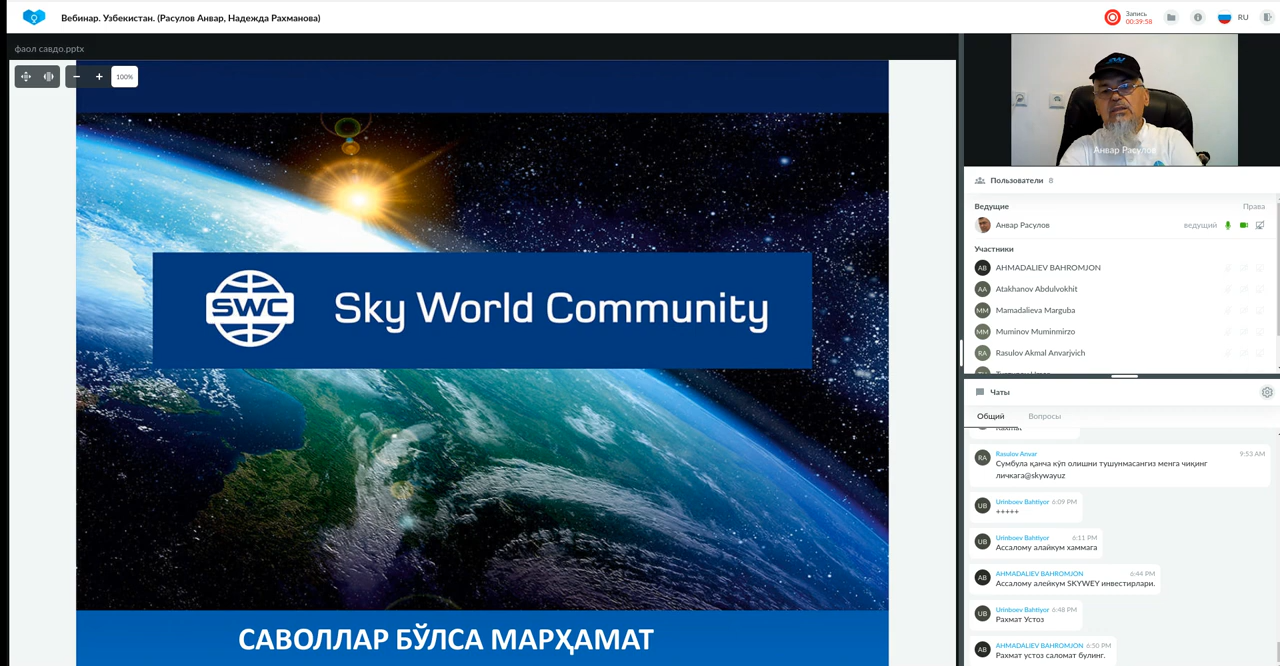 Вебинар. Узбекистан. (Расулов Анвар, Надежда Рахманова)
Запись
00:39:58
RU
фаол савдо.pptx
100%
SWC
Sky World Community
САВОЛЛАР БЎЛСА МАРҲАМАТ
Анвар Расулов
Пользователи 8
Ведущие Права
Анвар Расулов ведущий
Участники
AB AHMADALIEV BAHROMJON
AA Atakhanov Abdulvokhit
MM Mamadalieva Marguba
MM Muminov Muminmirzo
RA Rasulov Akmal Anvarjvich
Чаты
Общий Вопросы
RA Rasulov Anvar 9:53 AM
Сумбула қанча кўп олишни тушунмасангиз менга чиқинг
личкага@skywayuz
UB Urinboev Bahtiyor 6:09 PM
+++++
UB Urinboev Bahtiyor 6:11 PM
Ассалому алайкум хаммага
AB AHMADALIEV BAHROMJON 6:44 PM
Ассалому алейкум SKYWEY инвестирлари.
UB Urinboev Bahtiyor 6:48 PM
Рахмат Устоз
AB AHMADALIEV BAHROMJON 6:50 PM
Рахмат устоз саломат булинг.